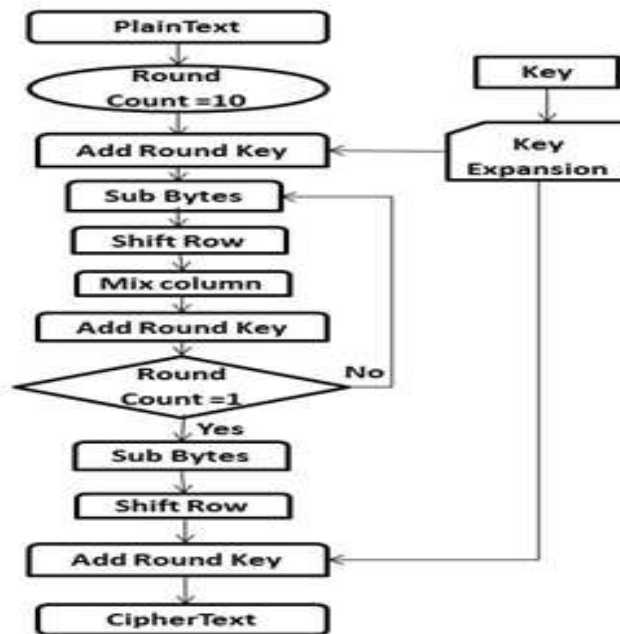 PlainText
Round
Count =10
Key
Add Round Key
Key
Expansion
Sub Bytes
Shift Row
Mix column
Add Round Key
Round
Count =1
No
Yes
Sub Bytes
Shift Row
Add Round Key
CipherText